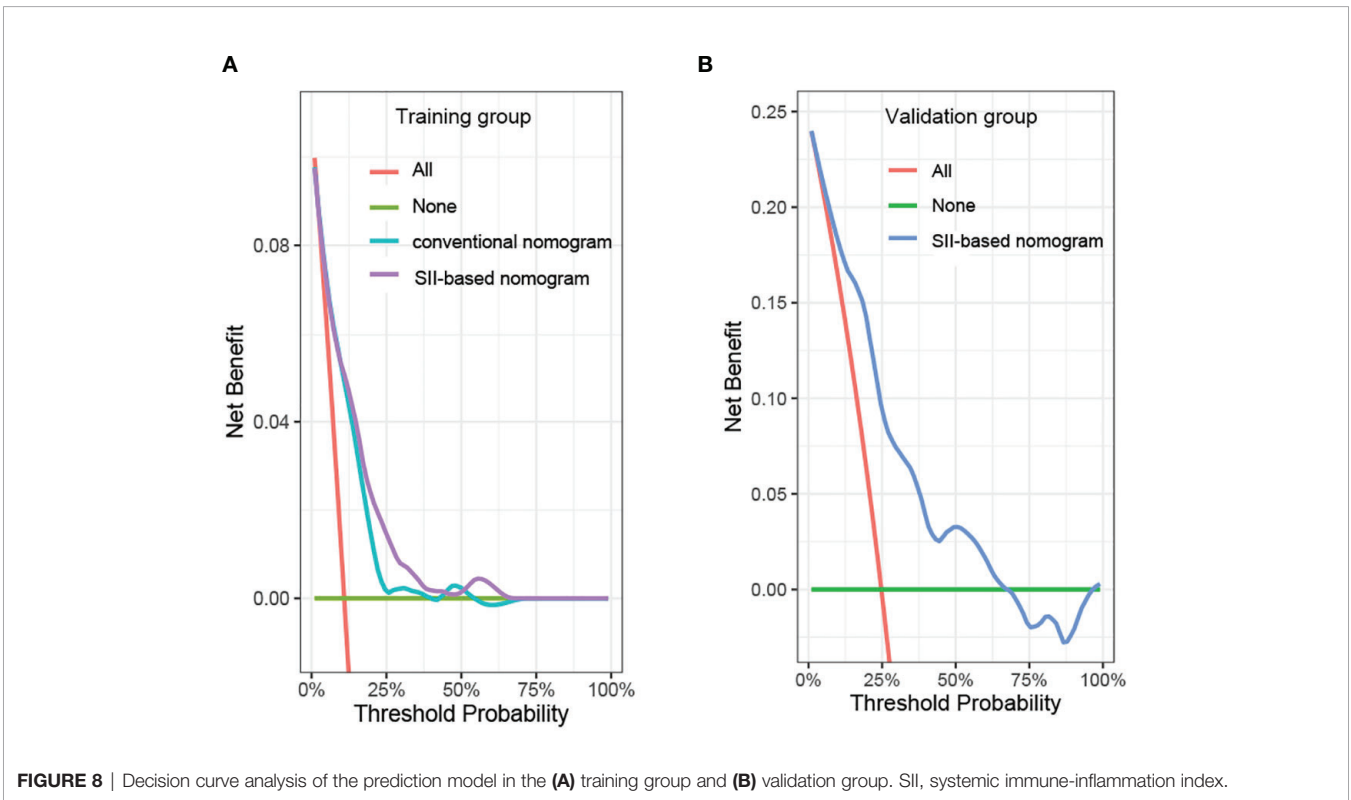 A
Training group
All
None
conventional nomogram
SII-based nomogram
Net Benefit
0.08
0.04
0.00
0% 25% 50% 75% 100%
Threshold Probability
B
Validation group
All
None
SII-based nomogram
Net Benefit
0.25
0.20
0.15
0.10
0.05
0.00
0% 25% 50% 75% 100%
Threshold Probability
FIGURE 8 | Decision curve analysis of the prediction model in the (A) training group and (B) validation group. SII, systemic immune-inflammation index.